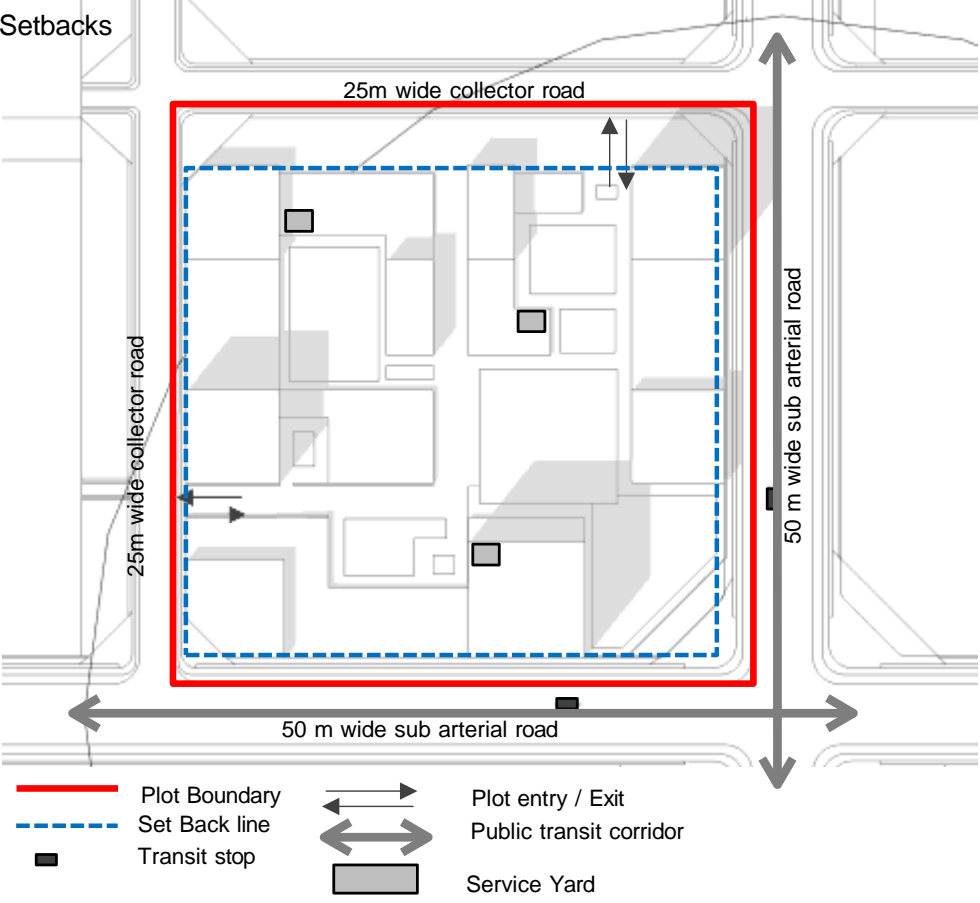 Setbacks
25m wide collector road
25m wide collector road
50 m wide sub arterial road
50 m wide sub arterial road
Plot Boundary
Set Back line
Transit stop
Plot entry / Exit
Public transit corridor
Service Yard